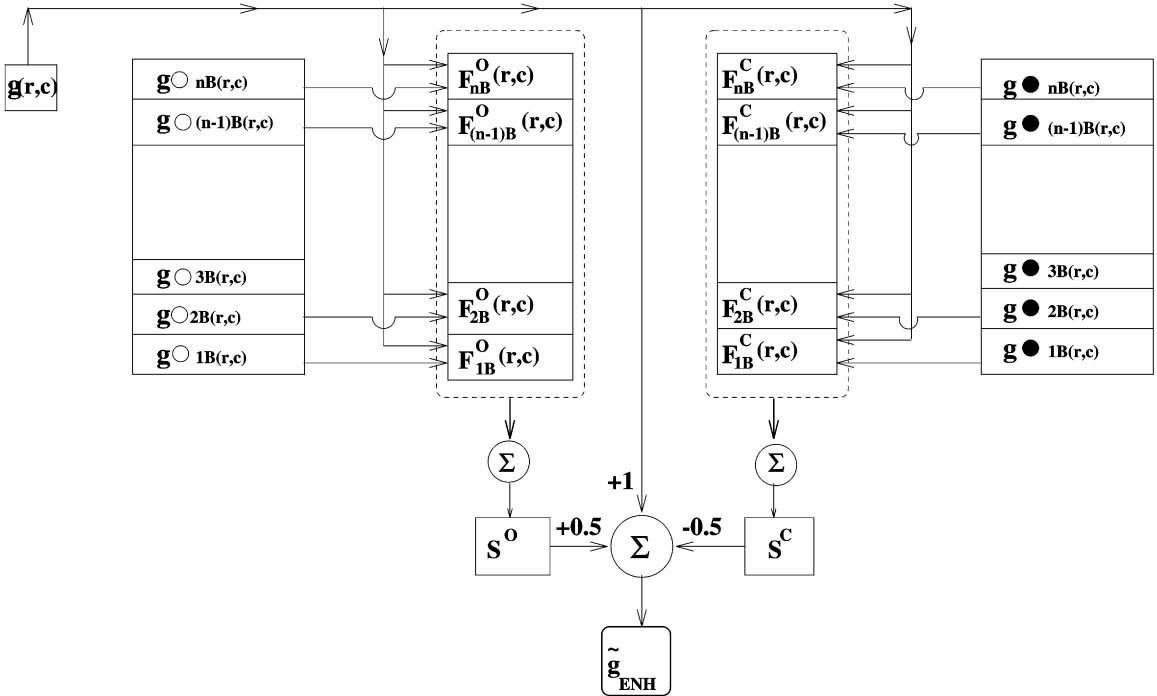 g(r,c)
g○ nB(r,c)
g○ (n-1)B(r,c)
g○ 3B(r,c)
g○ 2B(r,c)
g○ 1B(r,c)
F^O_nB (r,c)
F^O_(n-1)B (r,c)
F^O_2B (r,c)
F^O_1B (r,c)
F^C_nB (r,c)
F^C_(n-1)B (r,c)
F^C_2B (r,c)
F^C_1B (r,c)
g● nB(r,c)
g● (n-1)B(r,c)
g● 3B(r,c)
g● 2B(r,c)
g● 1B(r,c)
Σ
Σ
+1
S^O
+0.5
Σ
-0.5
S^C
g̃_ENH